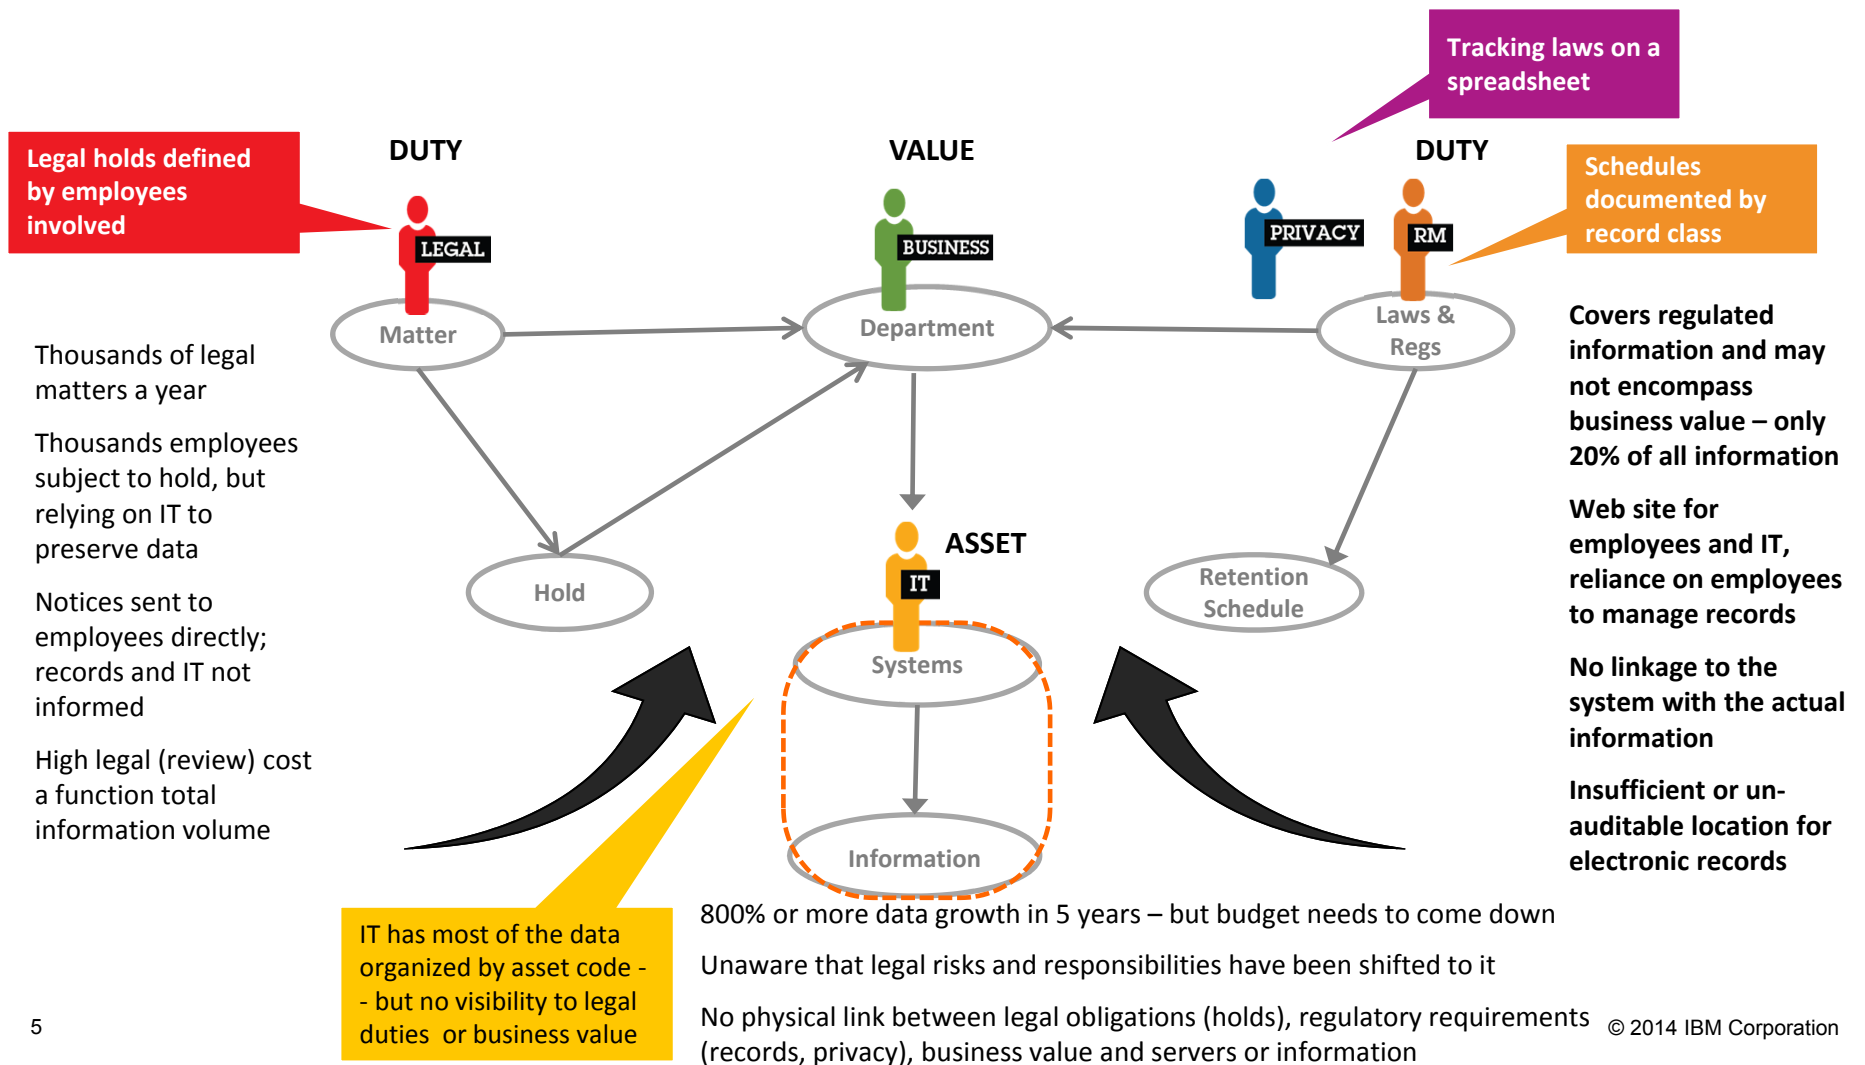 Tracking laws on a
spreadsheet
Legal holds defined
by employees
involved
DUTY
VALUE
DUTY
Schedules
documented by
record class
LEGAL
BUSINESS
PRIVACY
RM
Matter
Department
Laws &
Regs
Thousands of legal
matters a year
Thousands employees
subject to hold, but
relying on IT to
preserve data
Notices sent to
employees directly;
records and IT not
informed
High legal (review) cost
a function total
information volume
Hold
ASSET
IT
Systems
Information
Retention
Schedule
Covers regulated
information and may
not encompass
business value – only
20% of all information
Web site for
employees and IT,
reliance on employees
to manage records
No linkage to the
system with the actual
information
Insufficient or un-
auditable location for
electronic records
IT has most of the data
organized by asset code -
- but no visibility to legal
duties or business value
800% or more data growth in 5 years – but budget needs to come down
Unaware that legal risks and responsibilities have been shifted to it
No physical link between legal obligations (holds), regulatory requirements
(records, privacy), business value and servers or information
5
© 2014 IBM Corporation